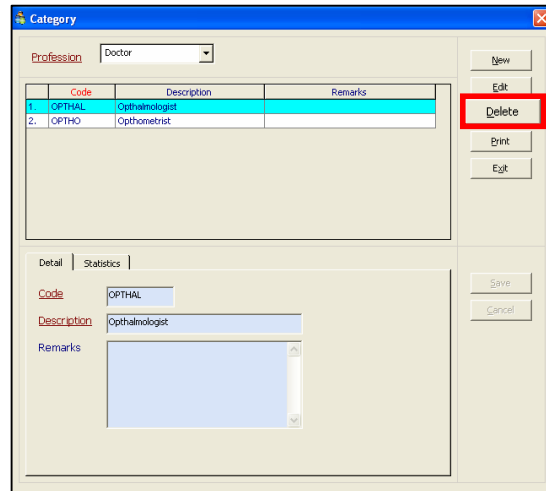 Category
Profession Doctor
New
Edit
Delete
Print
Exit
Code Description Remarks
1. OPTHAL Opthalmologist
2. OPTHO Opthometrist
Detail Statistics
Code OPTHAL
Description Opthalmologist
Remarks
Save
Cancel